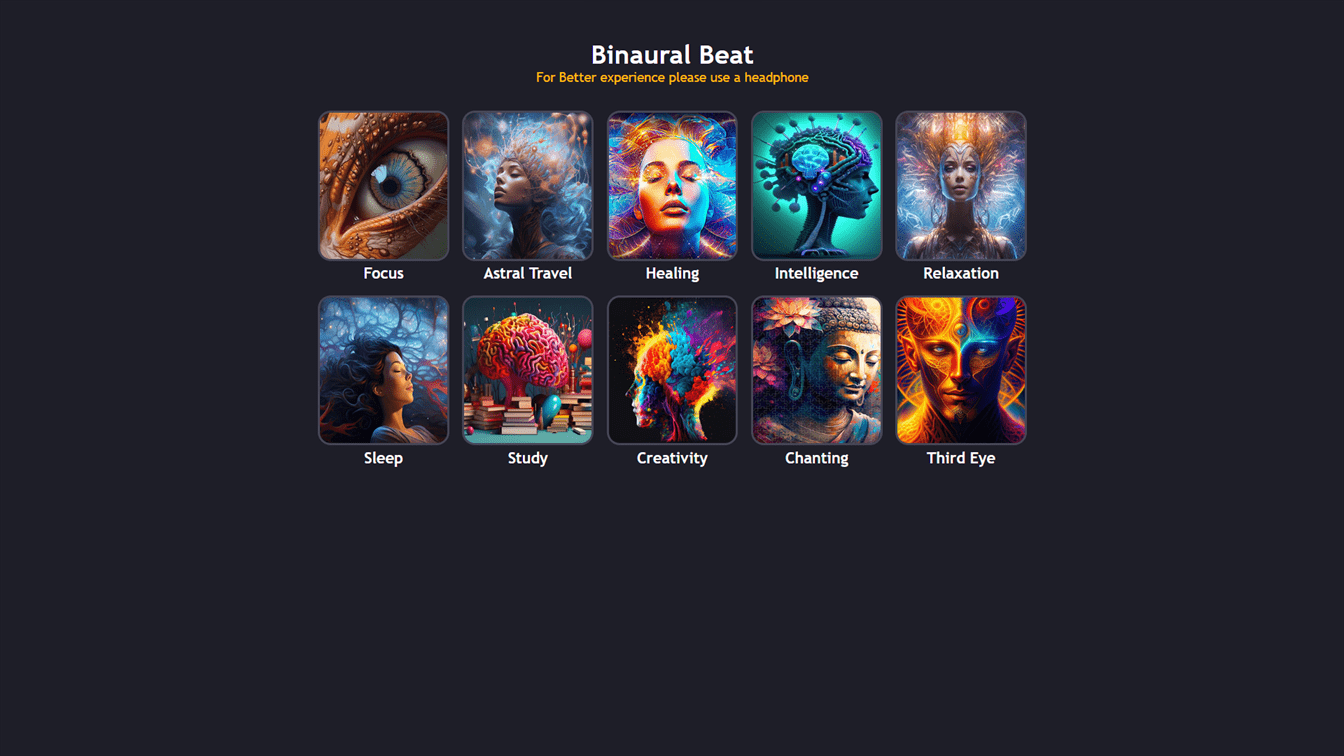 Binaural Beat
For Better experience please use a headphone
Focus
Astral Travel
Healing
Intelligence
Relaxation
Sleep
Study
Creativity
Chanting
Third Eye